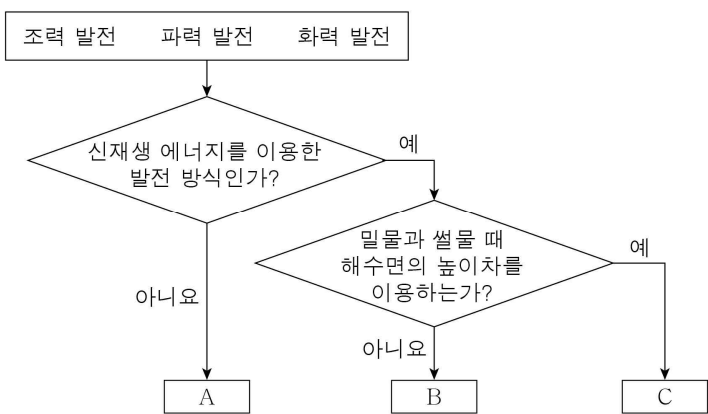 조력 발전 파력 발전 화력 발전
신재생 에너지를 이용한
발전 방식인가?
예
밀물과 썰물 때
해수면의 높이차를
이용하는가?
예
아니요
아니요
A
B
C